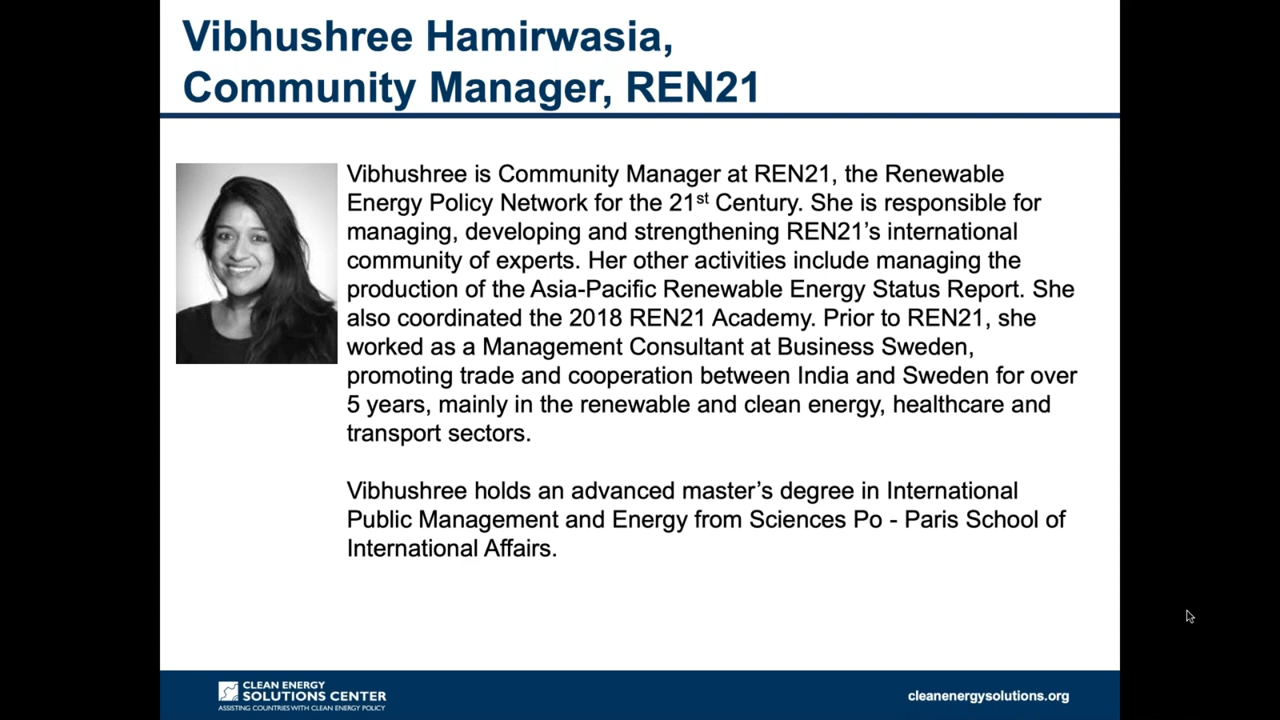 Vibhushree Hamirwasia,
Community Manager, REN21
Vibhushree is Community Manager at REN21, the Renewable
Energy Policy Network for the 21st Century. She is responsible for
managing, developing and strengthening REN21’s international
community of experts. Her other activities include managing the
production of the Asia-Pacific Renewable Energy Status Report. She
also coordinated the 2018 REN21 Academy. Prior to REN21, she
worked as a Management Consultant at Business Sweden,
promoting trade and cooperation between India and Sweden for over
5 years, mainly in the renewable and clean energy, healthcare and
transport sectors.
Vibhushree holds an advanced master’s degree in International
Public Management and Energy from Sciences Po - Paris School of
International Affairs.
CLEAN ENERGY
SOLUTIONS CENTER
ASSISTING COUNTRIES WITH CLEAN ENERGY POLICY
cleanenergysolutions.org